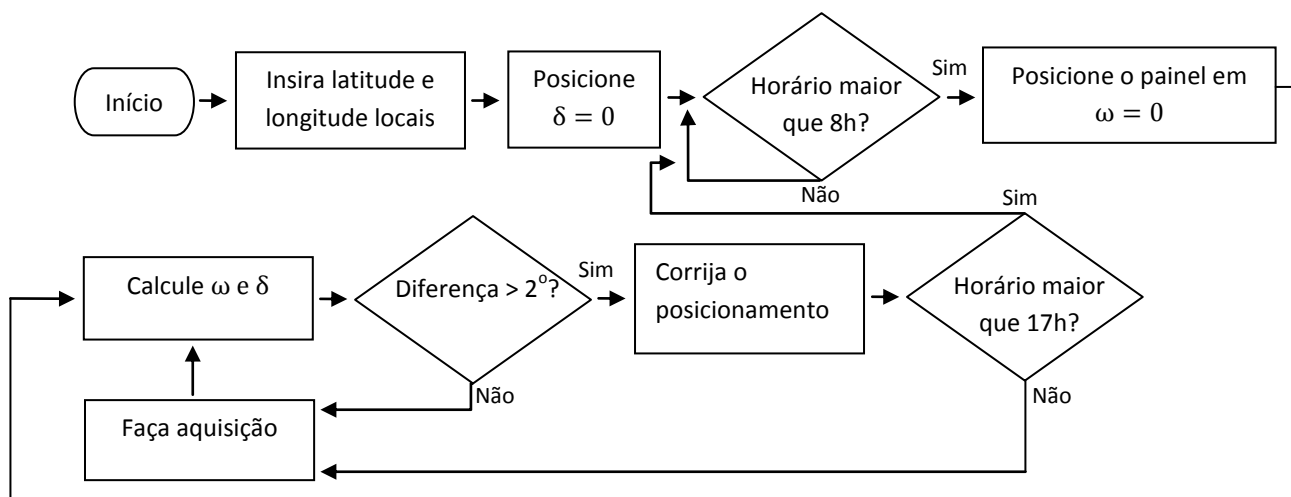 Início
Insira latitude e
longitude locais
Posicione
δ = 0
Horário maior
que 8h?
Sim
Não
Posicione o painel em
ω = 0
Calcule ω e δ
Diferença > 2º?
Sim
Não
Corrija o
posicionamento
Sim
Horário maior
que 17h?
Não
Faça aquisição